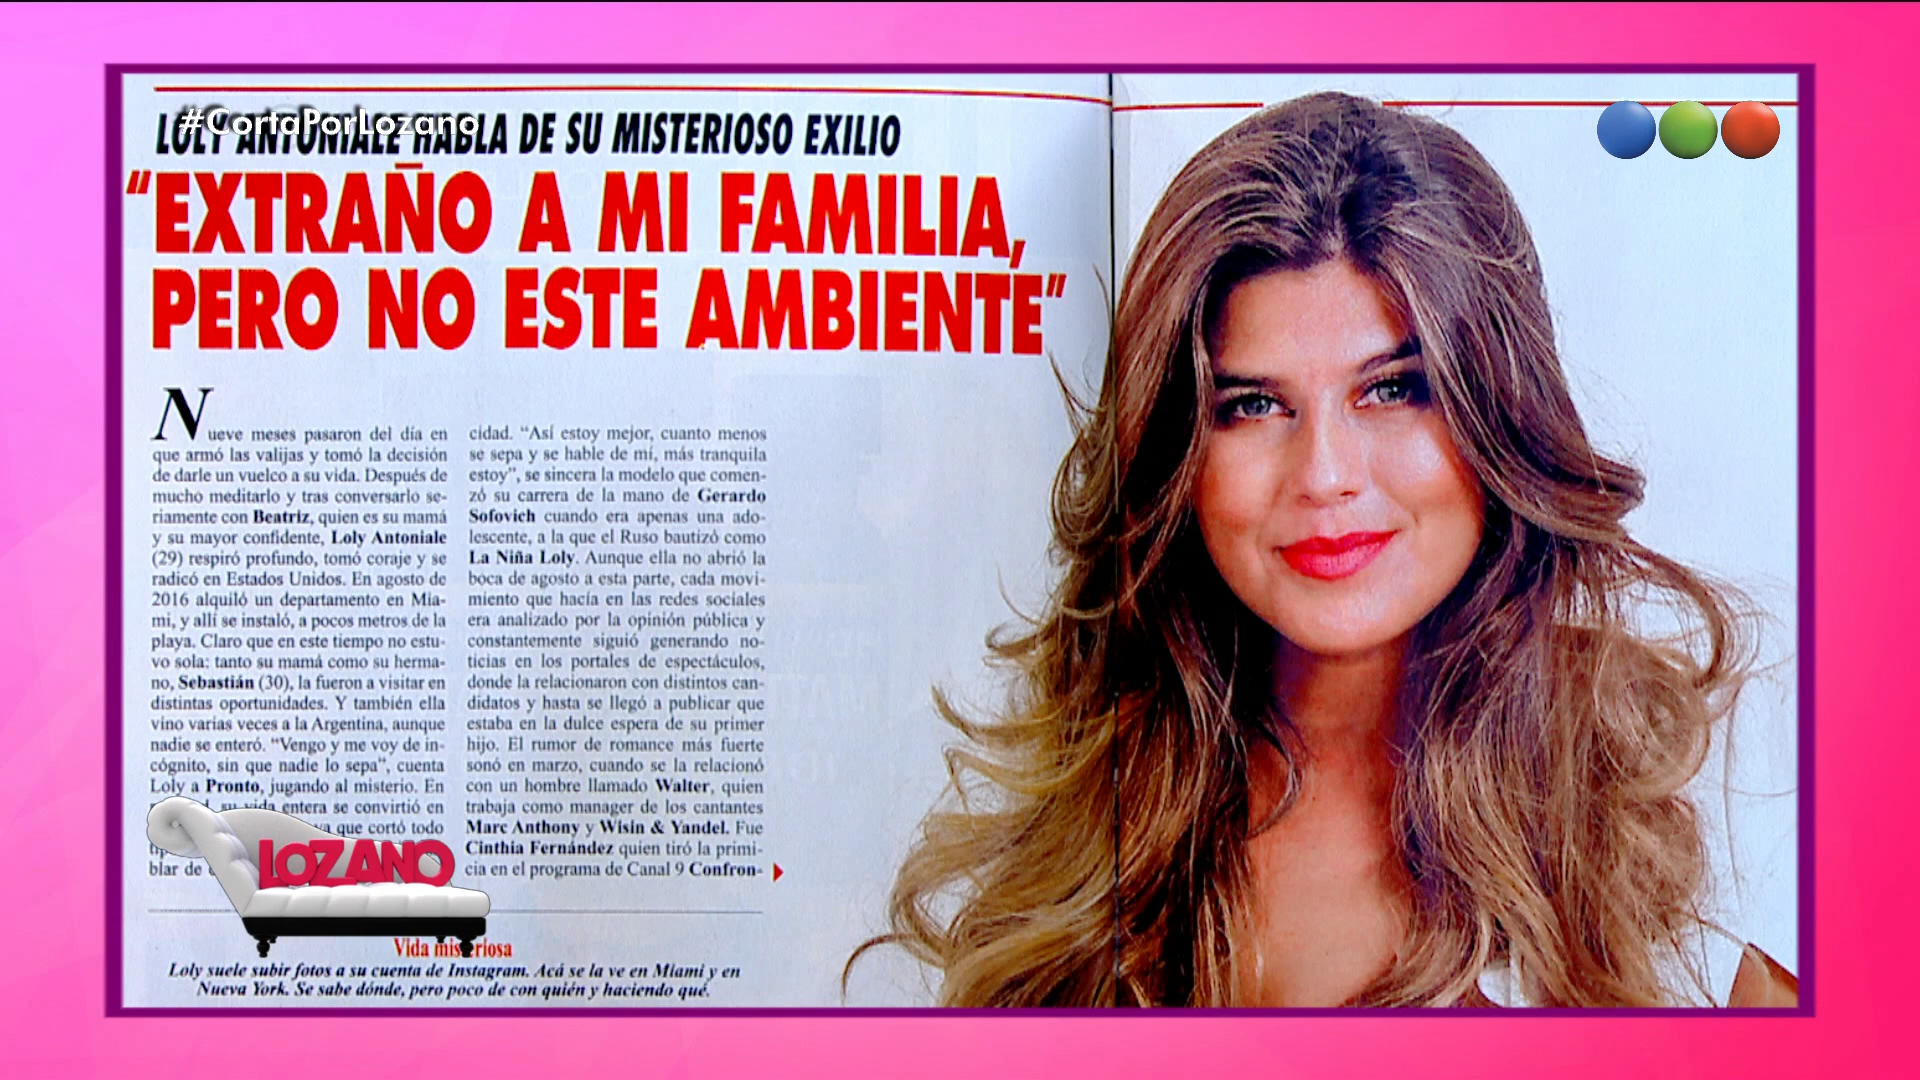 #CortaPorLozano
LOLY ANTONIALE HABLA DE SU MISTERIOSO EXILIO
“EXTRAÑO A MI FAMILIA,
PERO NO ESTE AMBIENTE”
Nueve meses pasaron del día en
que armó las valijas y tomó la decisión
de darle un vuelco a su vida. Después de
mucho meditarlo y tras conversarlo se-
riamente con Beatriz, quien es su mamá
y su mayor confidente, Loly Antoniale
(29) respiró profundo, tomó coraje y se
radicó en Estados Unidos. En agosto de
2016 alquiló un departamento en Mia-
mi, y allí se instaló, a pocos metros de la
playa. Claro que en este tiempo no estu-
vo sola: tanto su mamá como su herma-
no, Sebastián (30), la fueron a visitar en
distintas oportunidades. Y también ella
vino varias veces a la Argentina, aunque
nadie se enteró. “Vengo y me voy de in-
cógnito, sin que nadie lo sepa”, cuenta
Loly a Pronto, jugando al misterio. En
su vida entera se convirtió en
que cortó todo
blar de
cidad. “Así estoy mejor, cuanto menos
se sepa y se hable de mí, más tranquila
estoy”, se sincera la modelo que comen-
zó su carrera de la mano de Gerardo
Sofovich cuando era apenas una ado-
lescente, a la que el Ruso bautizó como
La Niña Loly. Aunque ella no abrió la
boca de agosto a esta parte, cada movi-
miento que hacía en las redes sociales
era analizado por la opinión pública y
constantemente siguió generando no-
ticias en los portales de espectáculos,
donde la relacionaron con distintos can-
didatos y hasta se llegó a publicar que
estaba en la dulce espera de su primer
hijo. El rumor de romance más fuerte
sonó en marzo, cuando se la relacionó
con un hombre llamado Walter, quien
trabaja como manager de los cantantes
Marc Anthony y Wisin & Yandel. Fue
Cinthia Fernández quien tiró la primi-
cia en el programa de Canal 9 Confron-
LOZANO
Vida misteriosa
Loly suele subir fotos a su cuenta de Instagram. Acá se la ve en Miami y en
Nueva York. Se sabe dónde, pero poco de con quién y haciendo qué.